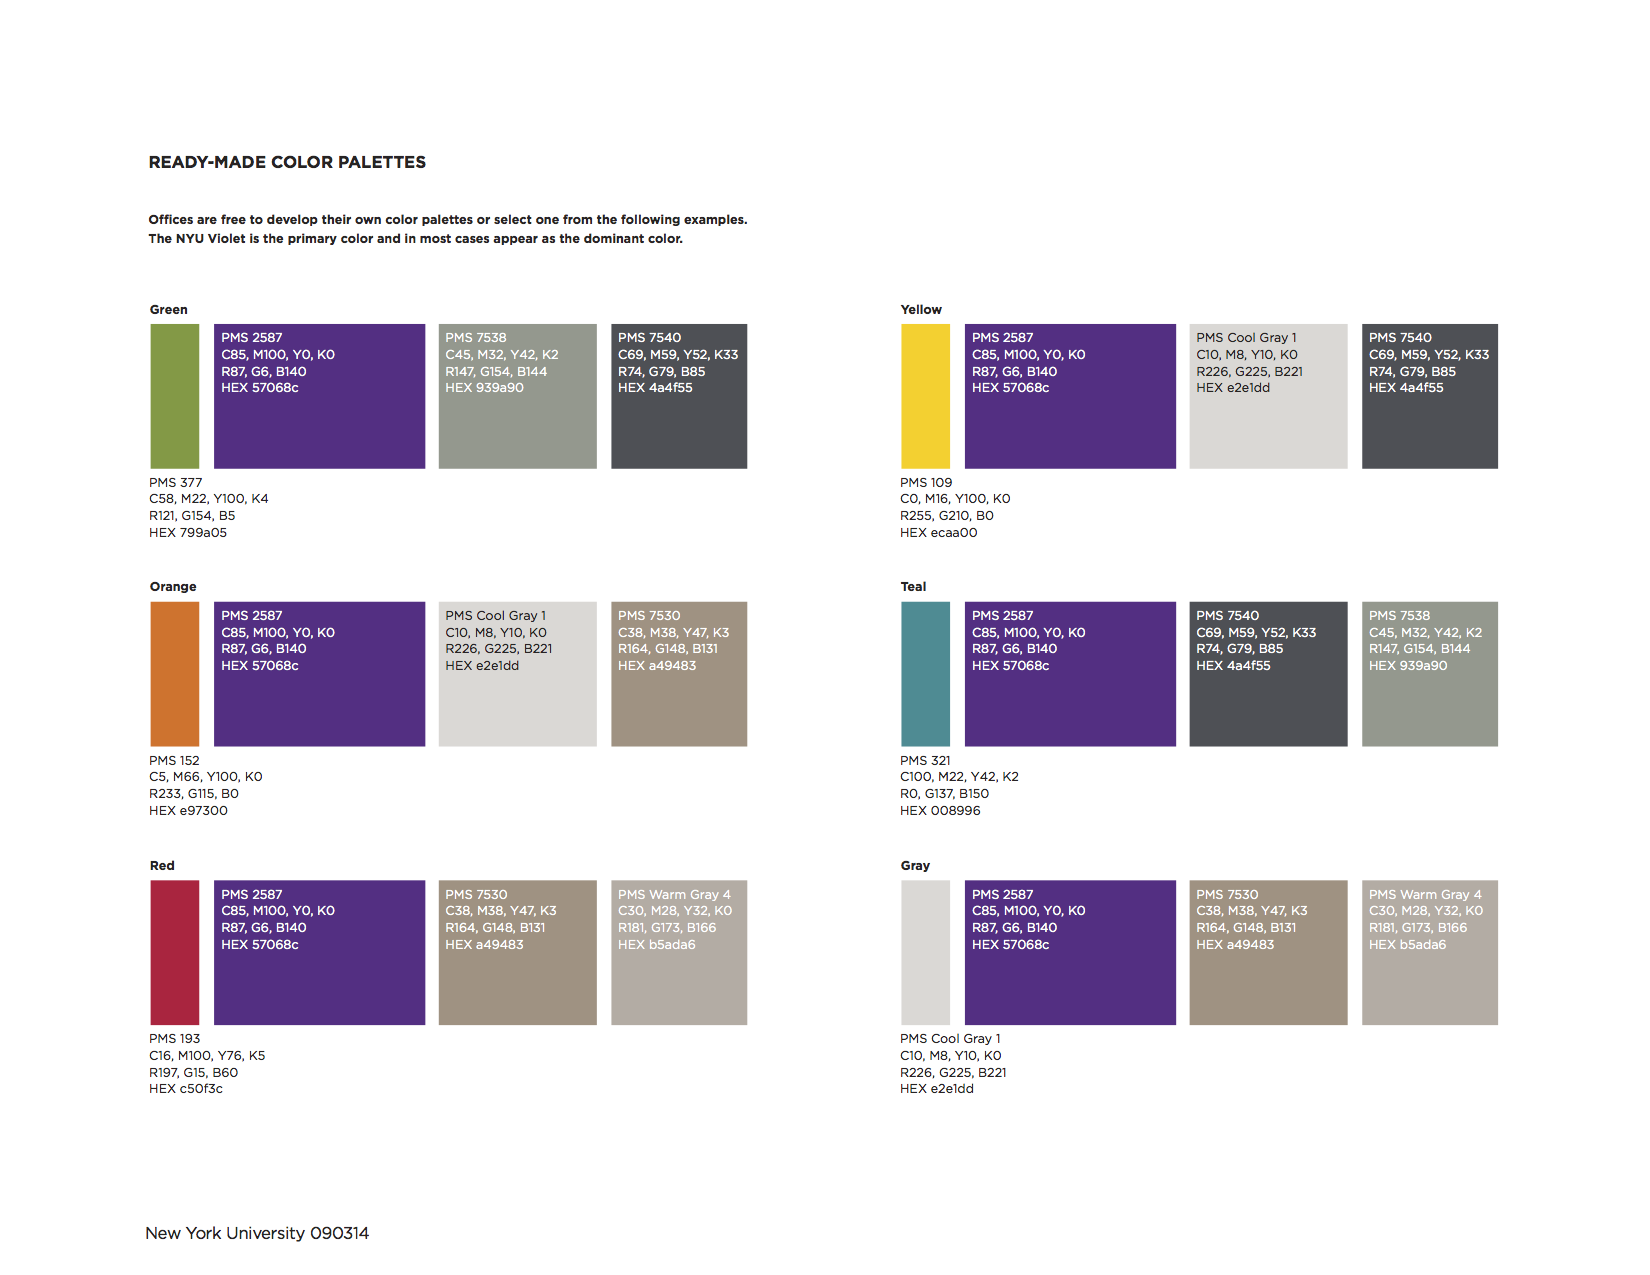 READY-MADE COLOR PALETTES
Offices are free to develop their own color palettes or select one from the following examples.
The NYU Violet is the primary color and in most cases appear as the dominant color.
Green
PMS 2587
C85, M100, Y0, K0
R87, G6, B140
HEX 57068c
PMS 7538
C45, M32, Y42, K2
R147, G154, B144
HEX 939a90
PMS 7540
C69, M59, Y52, K33
R74, G79, B85
HEX 4a4f55
PMS 377
C58, M22, Y100, K4
R121, G154, B5
HEX 799a05
Yellow
PMS 2587
C85, M100, Y0, K0
R87, G6, B140
HEX 57068c
PMS Cool Gray 1
C10, M8, Y10, K0
R226, G225, B221
HEX e2e1dd
PMS 7540
C69, M59, Y52, K33
R74, G79, B85
HEX 4a4f55
PMS 109
C0, M16, Y100, K0
R255, G210, B0
HEX ecaa00
Orange
PMS 2587
C85, M100, Y0, K0
R87, G6, B140
HEX 57068c
PMS Cool Gray 1
C10, M8, Y10, K0
R226, G225, B221
HEX e2e1dd
PMS 7530
C38, M38, Y47, K3
R164, G148, B131
HEX a49483
PMS 152
C5, M66, Y100, K0
R233, G115, B0
HEX e97300
Teal
PMS 2587
C85, M100, Y0, K0
R87, G6, B140
HEX 57068c
PMS 7540
C69, M59, Y52, K33
R74, G79, B85
HEX 4a4f55
PMS 7538
C45, M32, Y42, K2
R147, G154, B144
HEX 939a90
PMS 321
C100, M22, Y42, K2
R0, G137, B150
HEX 008996
Red
PMS 2587
C85, M100, Y0, K0
R87, G6, B140
HEX 57068c
PMS 7530
C38, M38, Y47, K3
R164, G148, B131
HEX a49483
PMS Warm Gray 4
C30, M28, Y32, K0
R181, G173, B166
HEX b5ada6
PMS 193
C16, M100, Y76, K5
R197, G15, B60
HEX c50f3c
Gray
PMS 2587
C85, M100, Y0, K0
R87, G6, B140
HEX 57068c
PMS 7530
C38, M38, Y47, K3
R164, G148, B131
HEX a49483
PMS Warm Gray 4
C30, M28, Y32, K0
R181, G173, B166
HEX b5ada6
PMS Cool Gray 1
C10, M8, Y10, K0
R226, G225, B221
HEX e2e1dd
New York University 090314